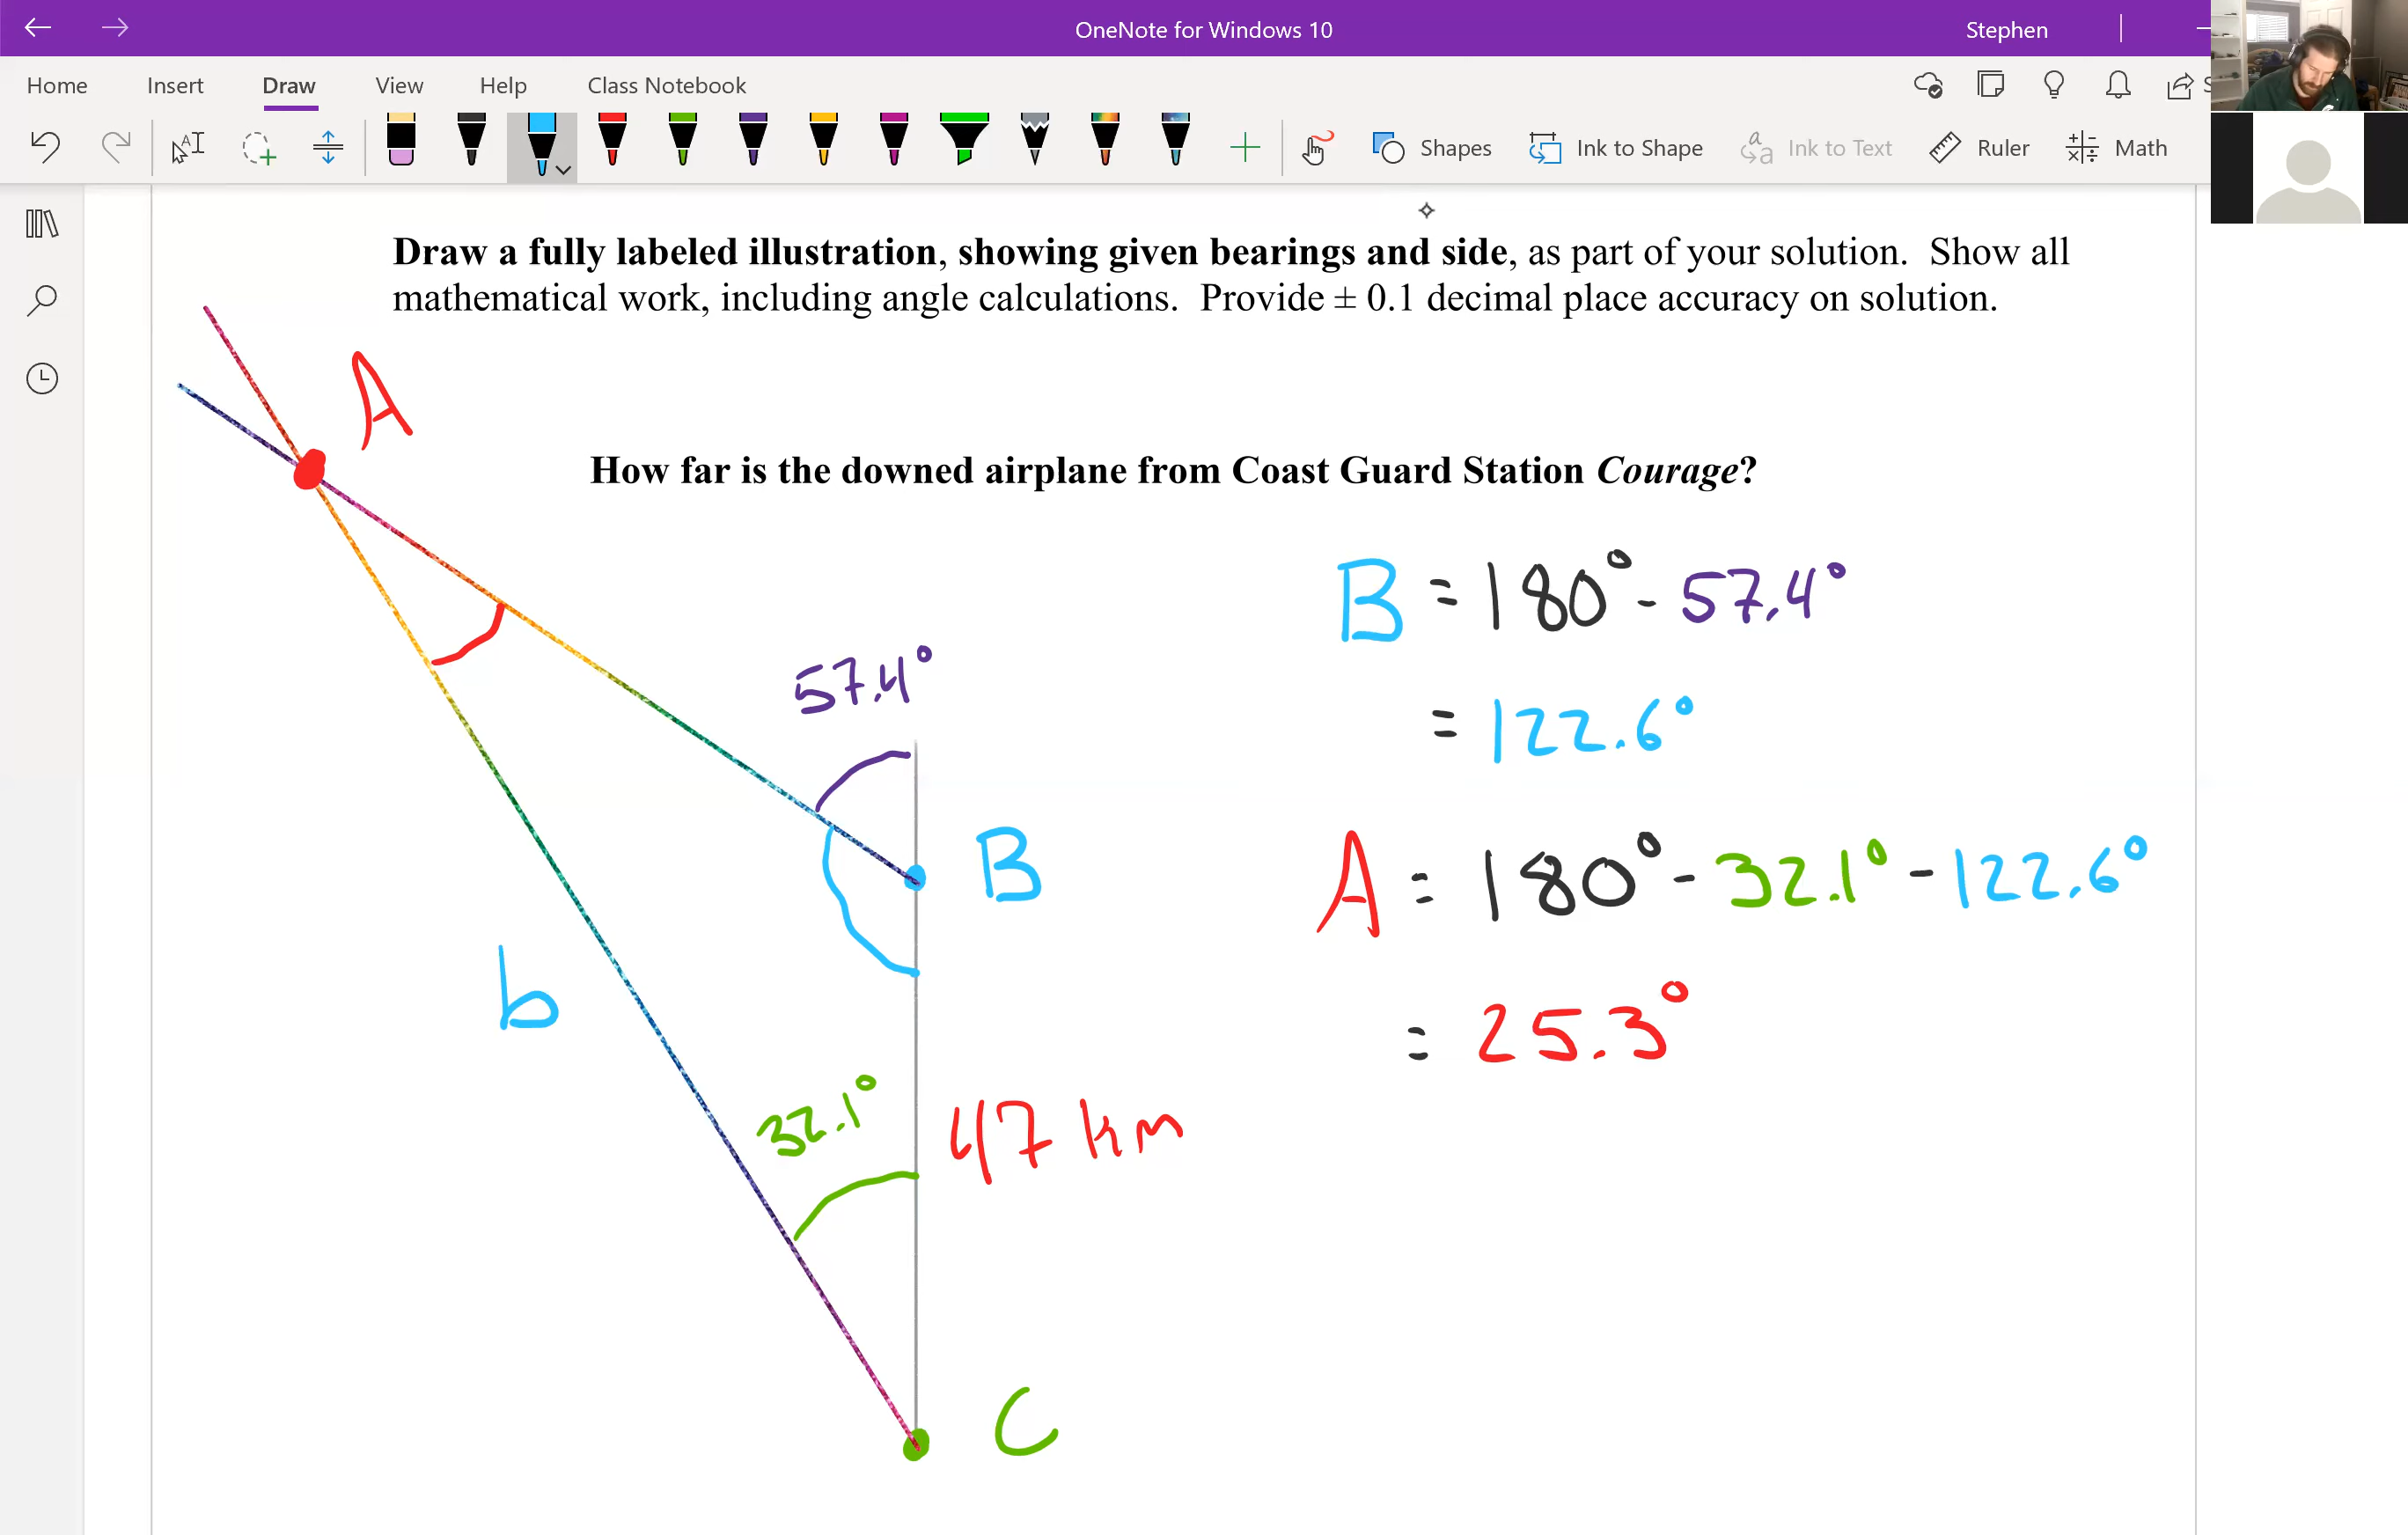 OneNote for Windows 10
Stephen
Home Insert Draw View Help Class Notebook
Shapes Ink to Shape Ink to Text Ruler Math
Draw a fully labeled illustration, showing given bearings and side, as part of your solution. Show all
mathematical work, including angle calculations. Provide ± 0.1 decimal place accuracy on solution.
A
How far is the downed airplane from Coast Guard Station Courage?
B = 180° - 57.4°
57.4°
= 122.6°
B
A = 180° - 32.1° - 122.6°
b
= 25.3°
32.1°
47 km
C